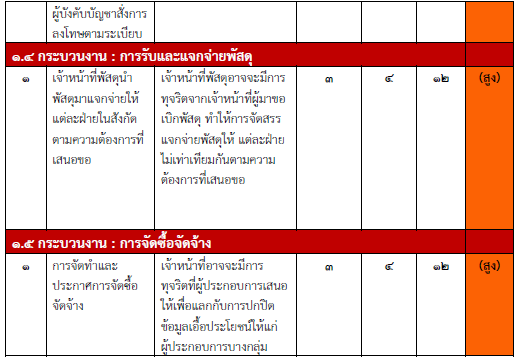 ผู้บังคับบัญชาสั่งการ
ลงโทษตามระเบียบ
๑.๔ กระบวนงาน : การรับและแจกจ่ายพัสดุ
๑ เจ้าหน้าที่พัสดุนำ เจ้าหน้าที่พัสดุอาจจะมีการ ๓ ๔ ๑๒ (สูง)
พัสดุมาแจกจ่ายให้ ทุจริตจากเจ้าหน้าที่ผู้มาขอ
แต่ละฝ่ายในสังกัด เบิกพัสดุ ทำให้การจัดสรร
ตามความต้องการที่ แจกจ่ายพัสดุให้ แต่ละฝ่าย
เสนอขอ ไม่เท่าเทียมกันตามความ
ต้องการที่เสนอขอ
๑.๕ กระบวนงาน : การจัดซื้อจัดจ้าง
๑ การจัดทำและ เจ้าหน้าที่อาจจะมีการ ๓ ๔ ๑๒ (สูง)
ประกาศการจัดซื้อ ทุจริตที่ผู้ประกอบการเสนอ
จัดจ้าง ให้เพื่อแลกกับการปกปิด
ข้อมูลเอื้อประโยชน์ให้แก่
ผู้ประกอบการบางกลุ่ม